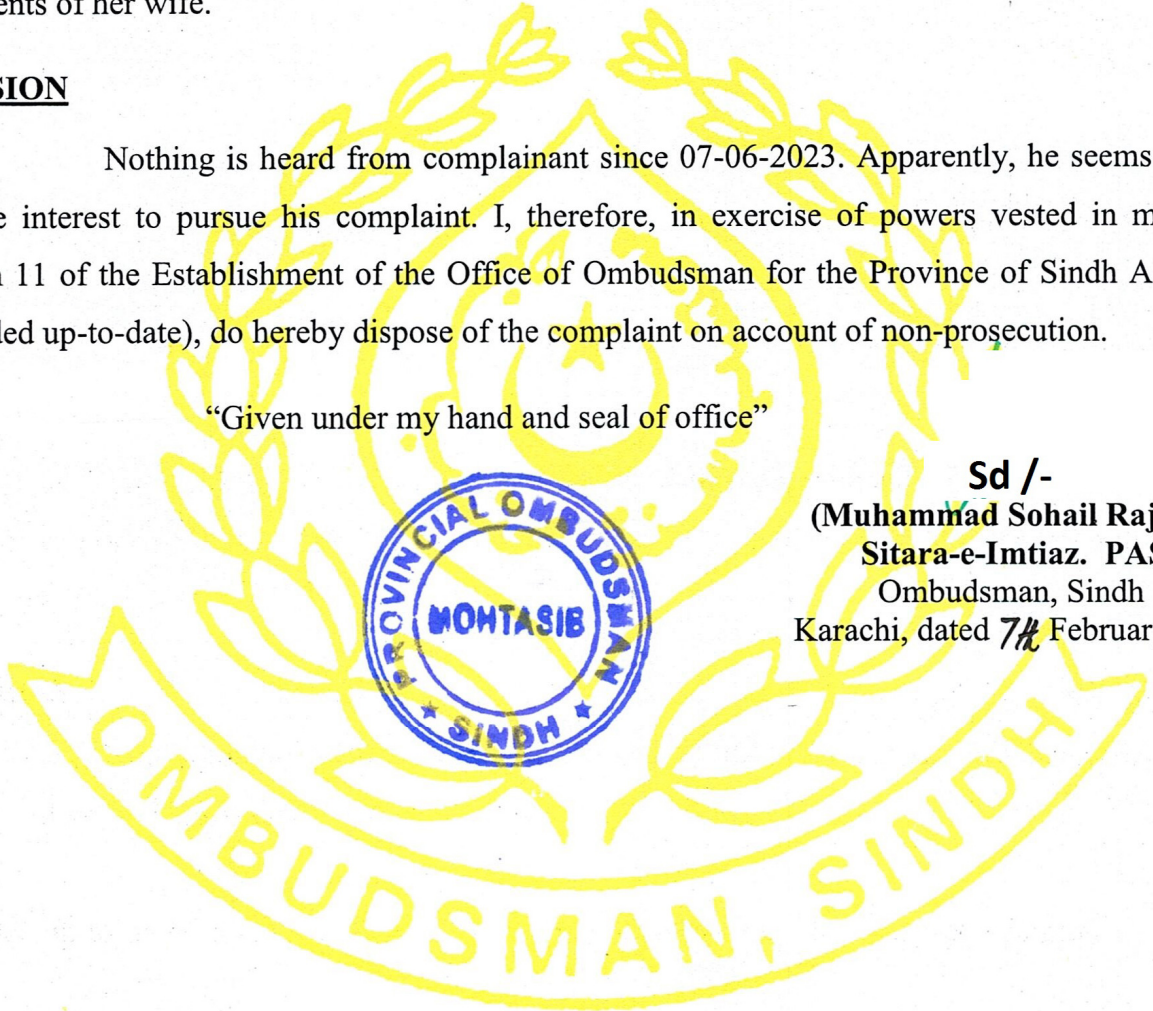 ents of her wife.
SION
Nothing is heard from complainant since 07-06-2023. Apparently, he seems
e interest to pursue his complaint. I, therefore, in exercise of powers vested in m
n 11 of the Establishment of the Office of Ombudsman for the Province of Sindh A
led up-to-date), do hereby dispose of the complaint on account of non-prosecution.
“Given under my hand and seal of office”
Sd /-
(Muhammad Sohail Raj
Sitara-e-Imtiaz. PAS
Ombudsman, Sindh
Karachi, dated 7th Februar
PROVINCIAL OMBUDSMAN
MOHTASIB
SINDH
OMBUDSMAN, SINDH